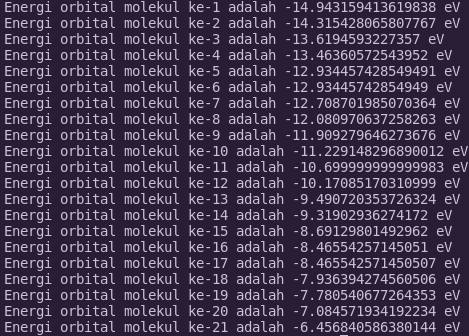 Energi orbital molekul ke-1 adalah -14.943159413619838 eV
Energi orbital molekul ke-2 adalah -14.315428065807767 eV
Energi orbital molekul ke-3 adalah -13.6194593227357 eV
Energi orbital molekul ke-4 adalah -13.46360572543952 eV
Energi orbital molekul ke-5 adalah -12.934457428549491 eV
Energi orbital molekul ke-6 adalah -12.93445742854949 eV
Energi orbital molekul ke-7 adalah -12.708701985070364 eV
Energi orbital molekul ke-8 adalah -12.080970637258263 eV
Energi orbital molekul ke-9 adalah -11.909279646273676 eV
Energi orbital molekul ke-10 adalah -11.229148296890012 eV
Energi orbital molekul ke-11 adalah -10.699999999999983 eV
Energi orbital molekul ke-12 adalah -10.17085170310999 eV
Energi orbital molekul ke-13 adalah -9.490720353726324 eV
Energi orbital molekul ke-14 adalah -9.31902936274172 eV
Energi orbital molekul ke-15 adalah -8.69129801492962 eV
Energi orbital molekul ke-16 adalah -8.46554257145051 eV
Energi orbital molekul ke-17 adalah -8.465542571450507 eV
Energi orbital molekul ke-18 adalah -7.936394274560506 eV
Energi orbital molekul ke-19 adalah -7.780540677264353 eV
Energi orbital molekul ke-20 adalah -7.084571934192234 eV
Energi orbital molekul ke-21 adalah -6.456840586380144 eV